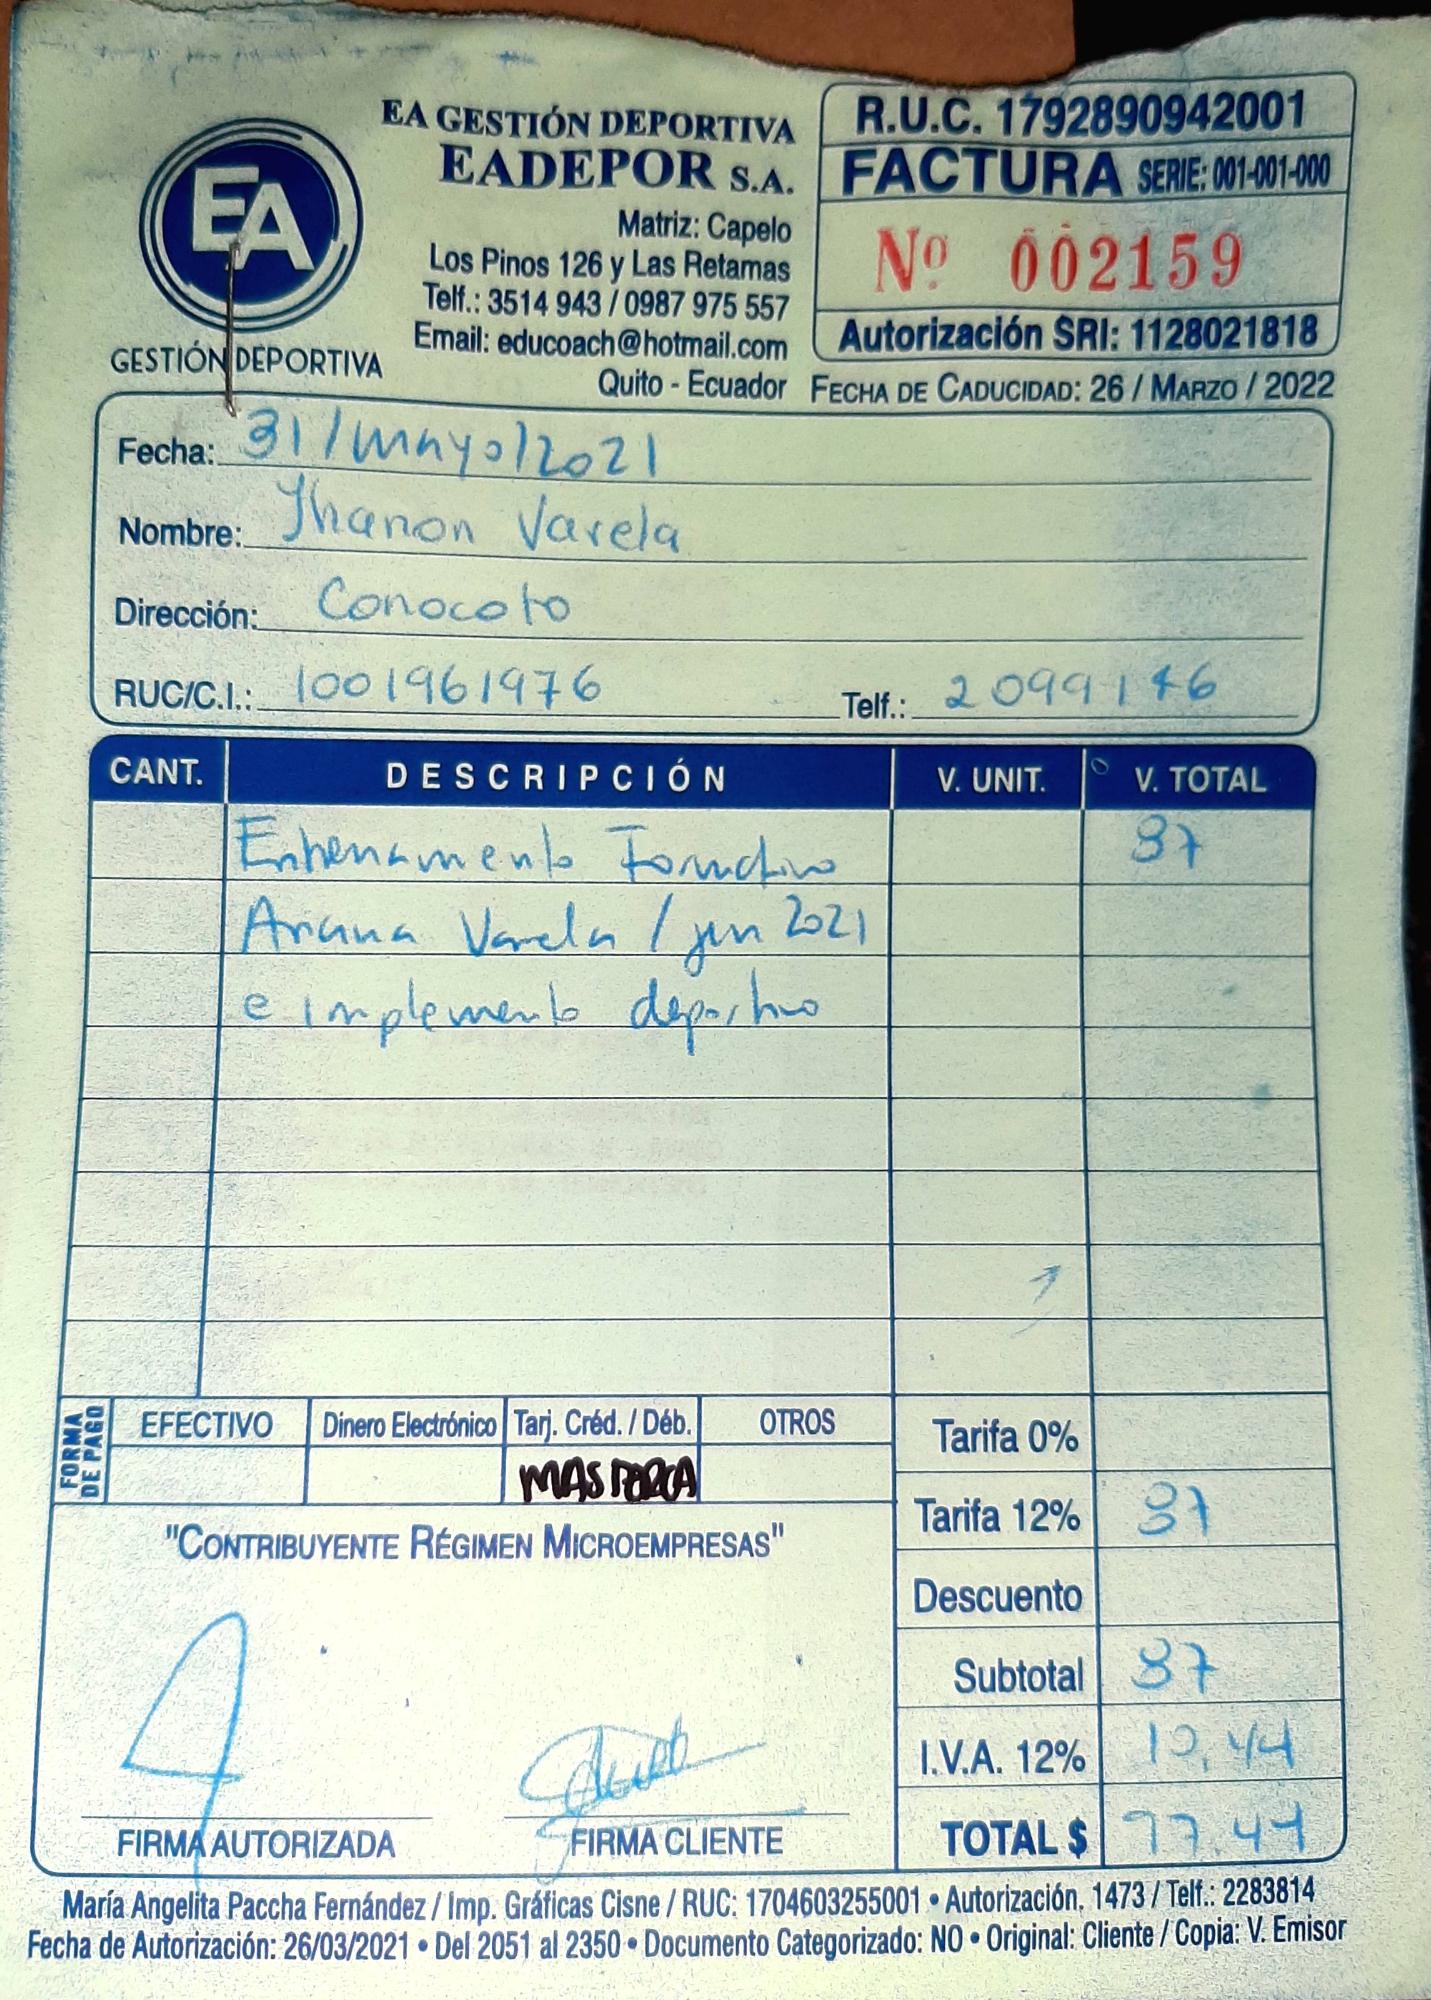 EA GESTIÓN DEPORTIVA
EADEPOR S.A.
Matriz: Capelo
Los Pinos 126 y Las Retamas
Telf.: 3514 943 / 0987 975 557
Email: educoach@hotmail.com
Quito - Ecuador
EA
GESTIÓN DEPORTIVA
R.U.C. 1792890942001
FACTURA SERIE: 001-001-000
Nº 002159
Autorización SRI: 1128021818
FECHA DE CADUCIDAD: 26 / MARZO / 2022
Fecha: 31/mayo/2021
Nombre: Jhanon Varela
Dirección: Conocoto
RUC/C.I.: 1001961976 Telf.: 2099146
CANT. DESCRIPCIÓN V. UNIT. V. TOTAL
Entrenamiento Formativo 87
Ariana Varela / jun 2021
e implemento deportivo
FORMA DE PAGO
EFECTIVO Dinero Electrónico Tarj. Créd. / Déb. OTROS
Tarifa 0%
Tarifa 12% 87
Descuento
Subtotal 87
I.V.A. 12% 10,44
TOTAL $ 97.44
"CONTRIBUYENTE RÉGIMEN MICROEMPRESAS"
FIRMA AUTORIZADA FIRMA CLIENTE
María Angelita Paccha Fernández / Imp. Gráficas Cisne / RUC: 1704603255001 • Autorización. 1473 / Telf.: 2283814
Fecha de Autorización: 26/03/2021 • Del 2051 al 2350 • Documento Categorizado: NO • Original: Cliente / Copia: V. Emisor